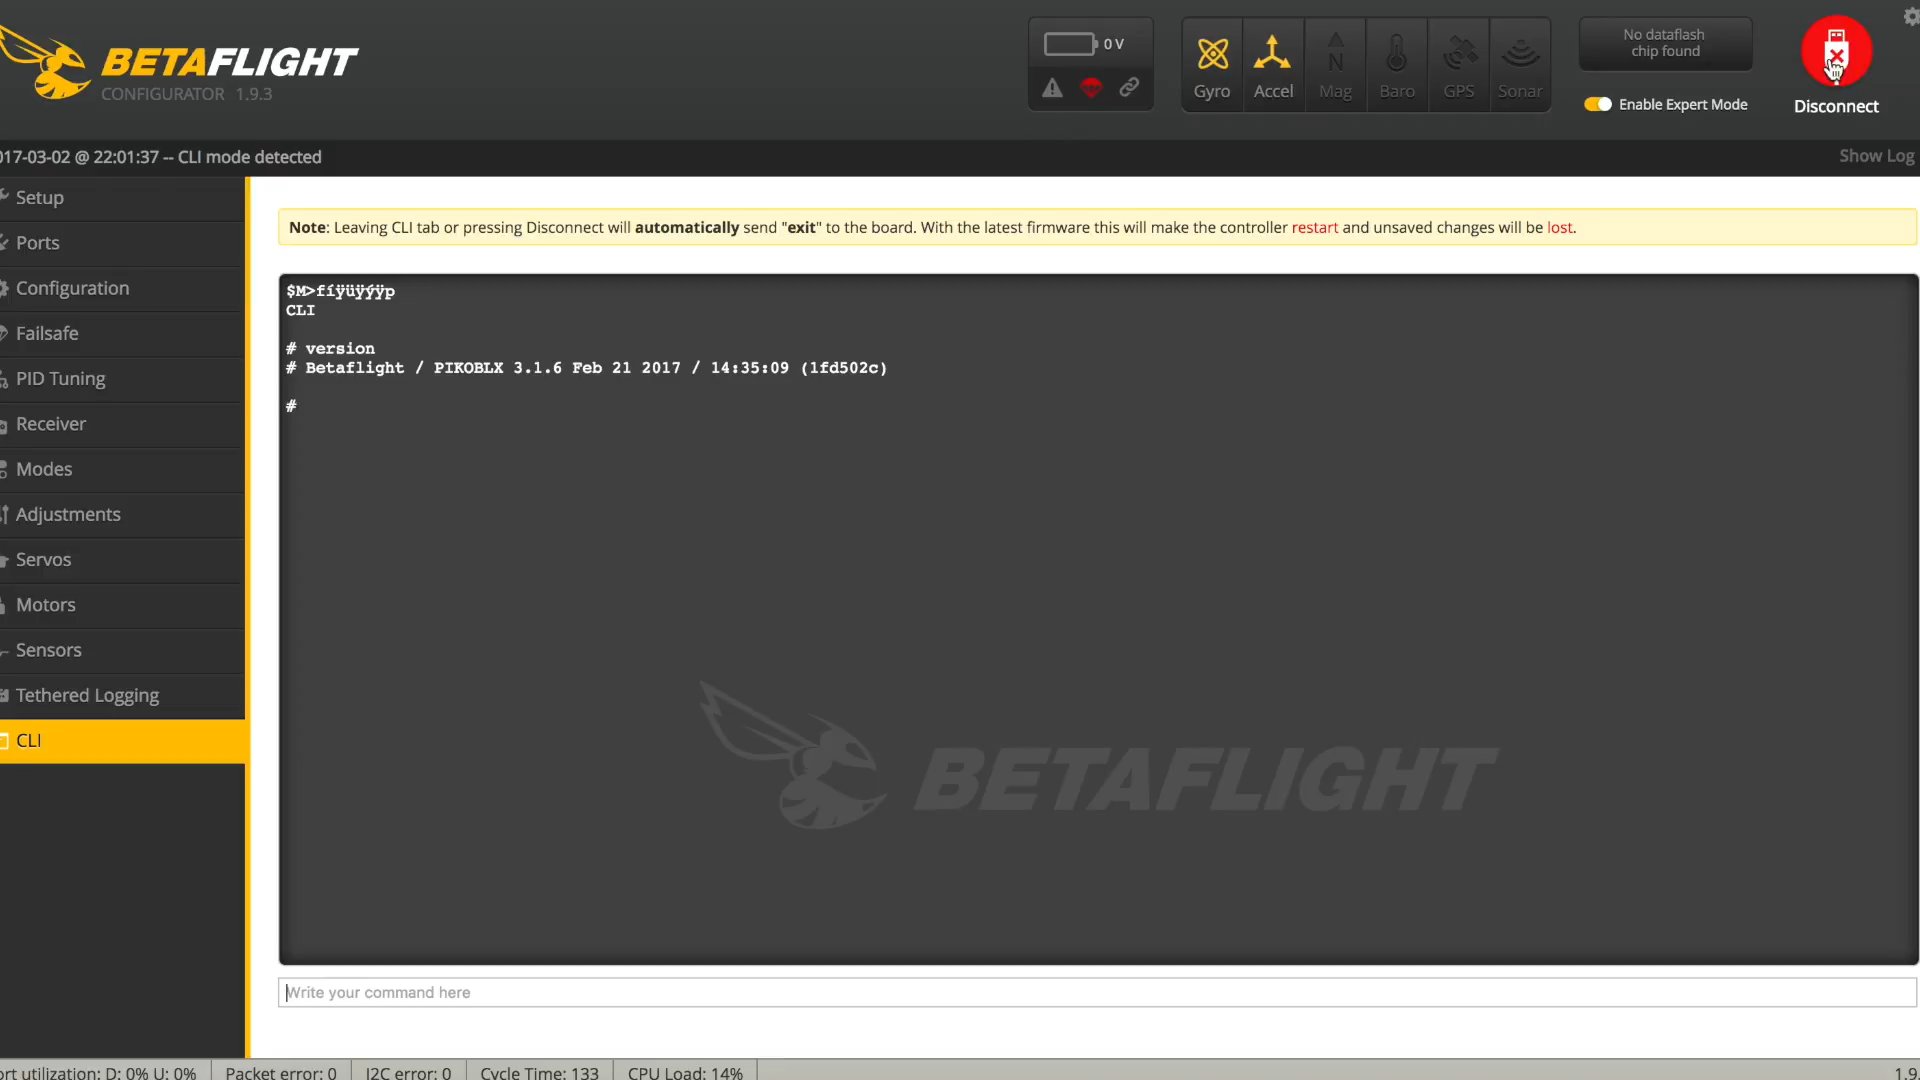 BETAFLIGHT
CONFIGURATOR 1.9.3
0 V
Gyro
Accel
Mag
Baro
GPS
Sonar
No dataflash
chip found
Enable Expert Mode
Disconnect
017-03-02 @ 22:01:37 -- CLI mode detected
Show Log
Setup
Ports
Configuration
Failsafe
PID Tuning
Receiver
Modes
Adjustments
Servos
Motors
Sensors
Tethered Logging
CLI
Note: Leaving CLI tab or pressing Disconnect will automatically send "exit" to the board. With the latest firmware this will make the controller restart and unsaved changes will be lost.
$M>fíÿüÿýÿp
CLI
# version
# Betaflight / PIKOBLX 3.1.6 Feb 21 2017 / 14:35:09 (1fd502c)
#
BETAFLIGHT
Write your command here
ort utilization: D: 0% U: 0%
Packet error: 0
I2C error: 0
Cycle Time: 133
CPU Load: 14%
1.9.